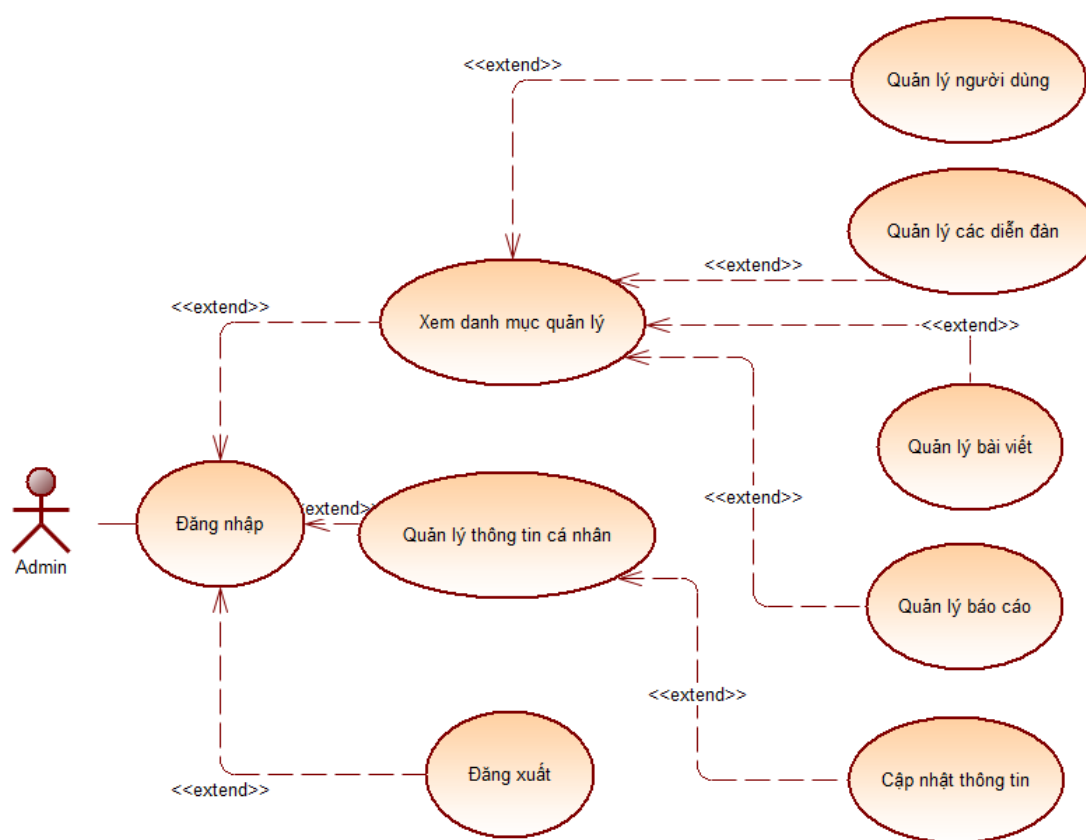 <<extend>>
Quản lý người dùng
Quản lý các diễn đàn
<<extend>>
<<extend>>
Xem danh mục quản lý
<<extend>>
Quản lý bài viết
<<extend>>
Đăng nhập
<extend>>
Quản lý thông tin cá nhân
Admin
Quản lý báo cáo
<<extend>>
Đăng xuất
Cập nhật thông tin
<<extend>>